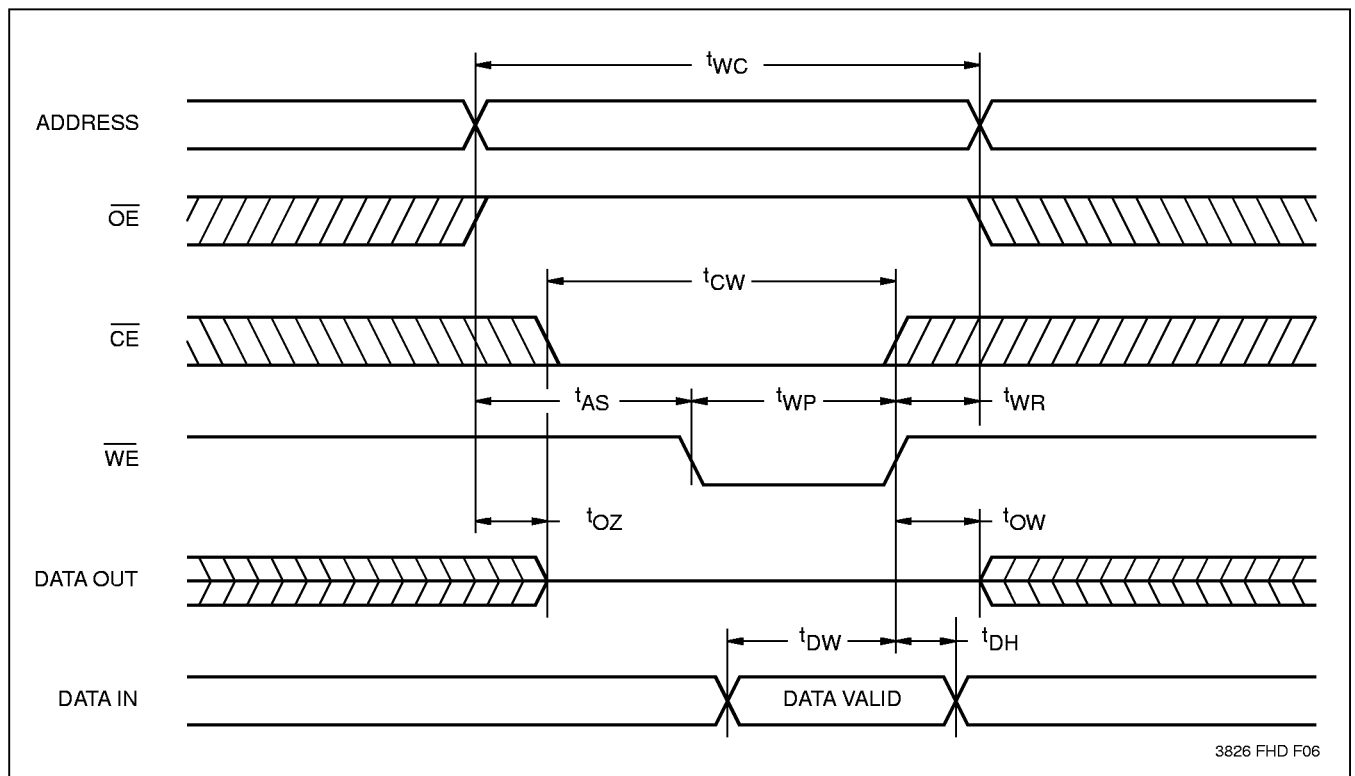 tWC
ADDRESS
OE
tCW
CE
tAS
tWP
tWR
WE
tOZ
tOW
DATA OUT
tDW
tDH
DATA IN
DATA VALID
3826 FHD F06